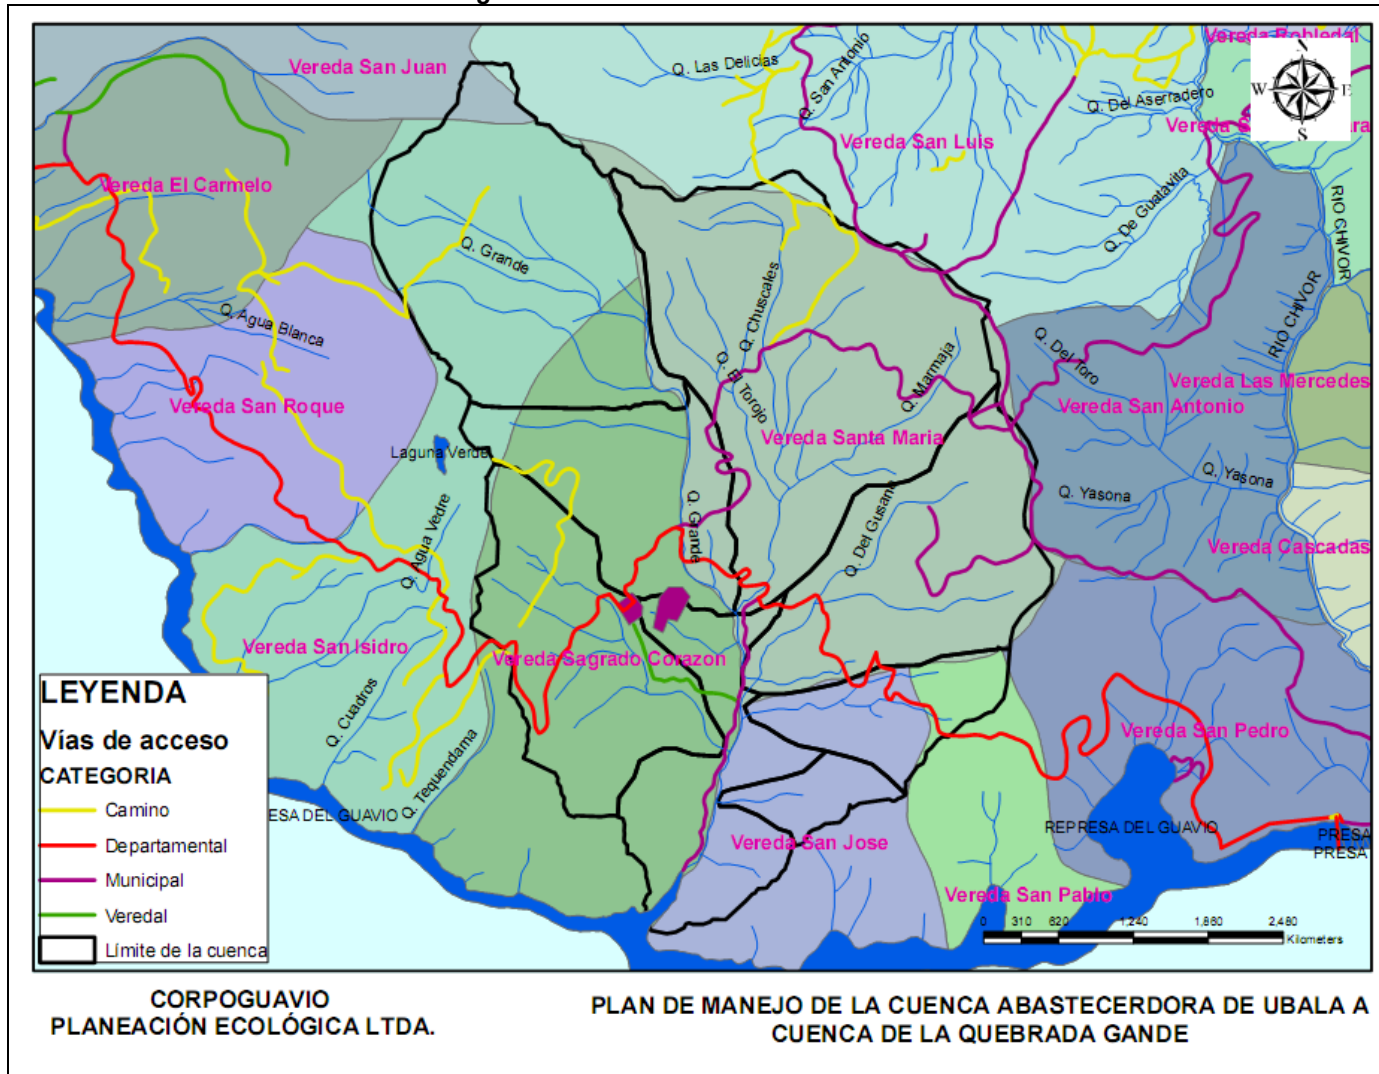 Vereda Robledal
Vereda San Juan
Q. Las Delicias
Q. San Antonio
N
W
E
S
Q. Del Aserradero
Vereda
ra
Vereda San Luis
Vereda El Carmelo
Q. De Guatavita
RIO CHIVOR
Q. Grande
Q. Chuscales
RIO CHIVOR
Q. Agua Blanca
Q. Del Toro
Q. El Torojo
Q. Marmaja
Vereda Las Mercedes
Vereda San Roque
Vereda San Antonio
Vereda Santa Maria
Laguna Verde
Q. Yasona
Q. Yasona
Q. Grande
Q. Del Gusano
Q. Agua Vedre
Vereda Cascadas
Vereda San Isidro
Vereda Sagrado Corazon
Q. Cuadros
Q. Tequendama
Vereda San Pedro
LEYENDA
Vías de acceso
CATEGORIA
Camino
Departamental
Municipal
Veredal
Límite de la cuenca
ESA DEL GUAVIO
REPRESA DEL GUAVIO
PRESA
PRESA
Vereda San Jose
Vereda San Pablo
0 310 620 1,240 1,860 2,480
Kilometers
CORPOGUAVIO
PLANEACIÓN ECOLÓGICA LTDA.
PLAN DE MANEJO DE LA CUENCA ABASTECERDORA DE UBALA A
CUENCA DE LA QUEBRADA GANDE